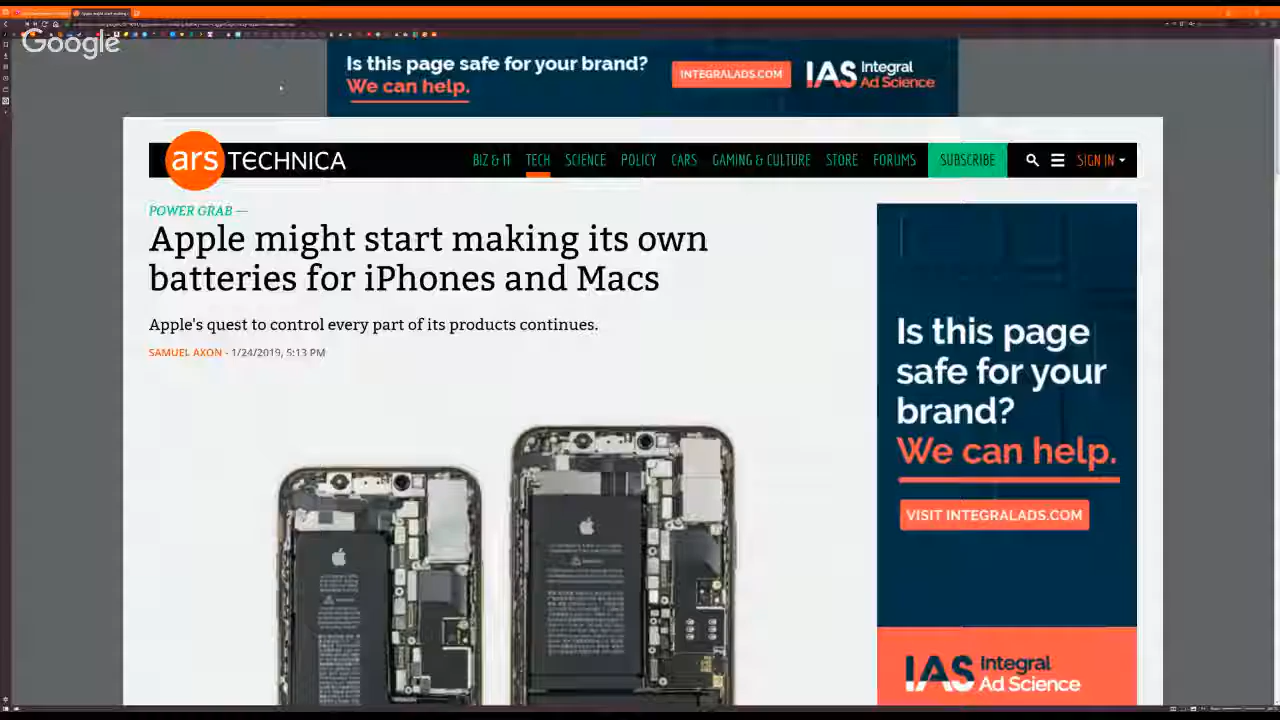 Apple might start making
Google
Is this page safe for your brand?
We can help.
INTEGRALADS.COM
IAS Integral
Ad Science
ars TECHNICA
BIZ & IT TECH SCIENCE POLICY CARS GAMING & CULTURE STORE FORUMS SUBSCRIBE SIGN IN
POWER GRAB —
Apple might start making its own
batteries for iPhones and Macs
Apple's quest to control every part of its products continues.
SAMUEL AXON - 1/24/2019, 5:13 PM
Is this page
safe for your
brand?
We can help.
VISIT INTEGRALADS.COM
IAS Integral
Ad Science